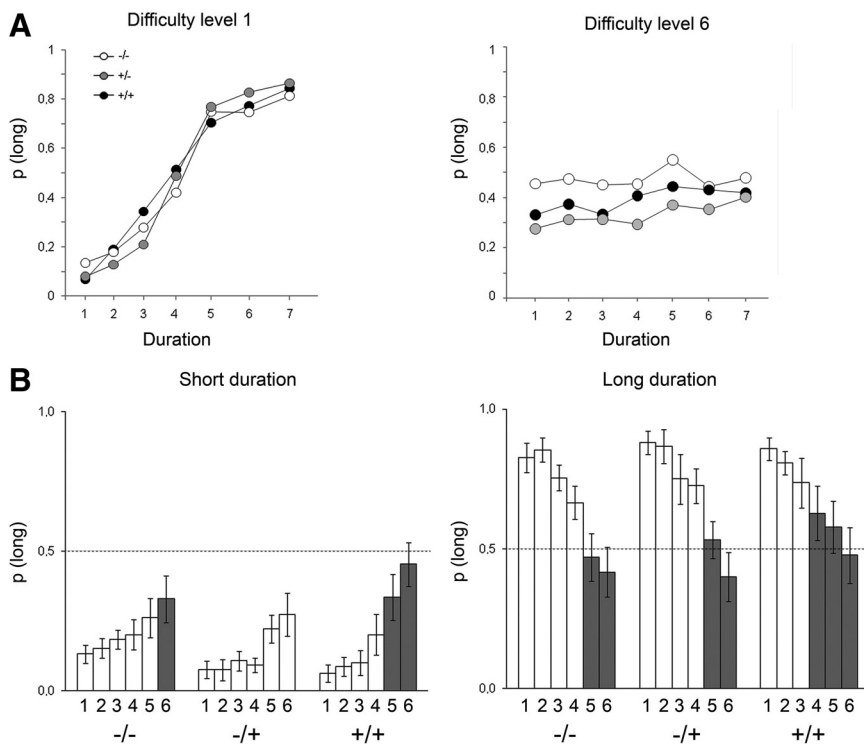 A
Difficulty level 1
-/-
+/-
+/+
1
0,8
0,6
0,4
0,2
0
p (long)
1 2 3 4 5 6 7
Duration
Difficulty level 6
1
0,8
0,6
0,4
0,2
0
p (long)
1 2 3 4 5 6 7
Duration
B
Short duration
1,0
0,5
0,0
p (long)
1 2 3 4 5 6 1 2 3 4 5 6 1 2 3 4 5 6
-/- -/+ +/+
Long duration
1,0
0,5
0,0
p (long)
1 2 3 4 5 6 1 2 3 4 5 6 1 2 3 4 5 6
-/- -/+ +/+